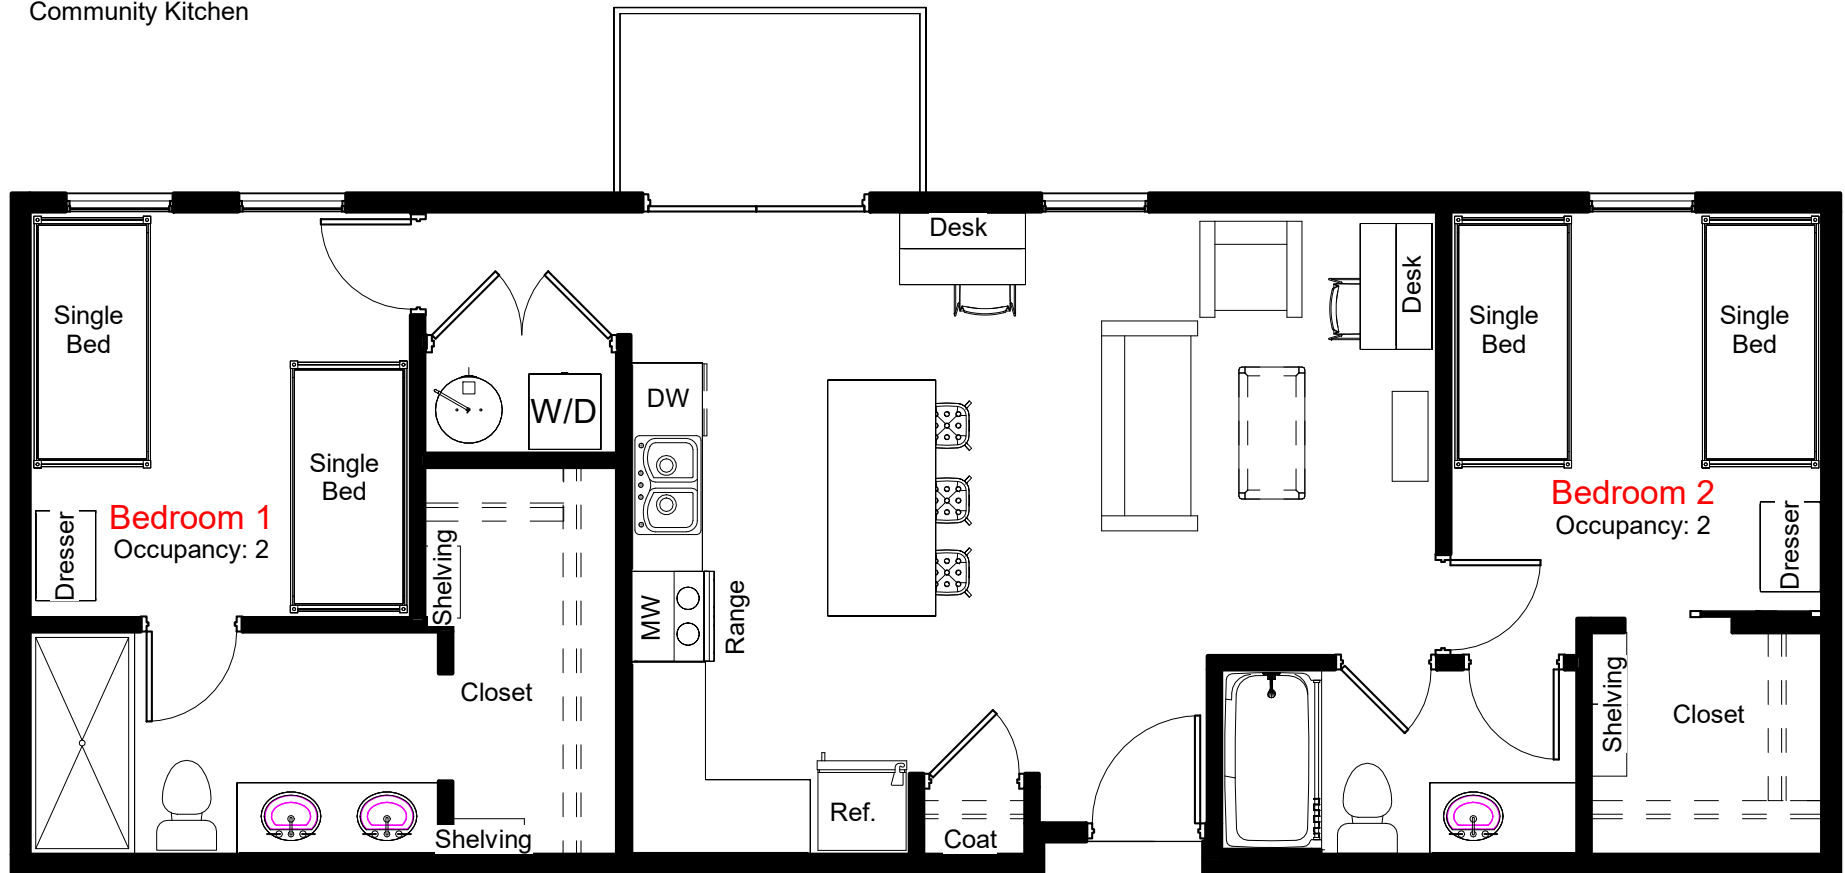 Community Kitchen
Desk
Desk
Single
Bed
Single
Bed
Single
Bed
DW
W/D
Single
Bed
Bedroom 1
Occupancy: 2
Bedroom 2
Occupancy: 2
Dresser
Dresser
Shelving
MW
Range
Closet
Shelving
Closet
Ref.
Coat
Shelving